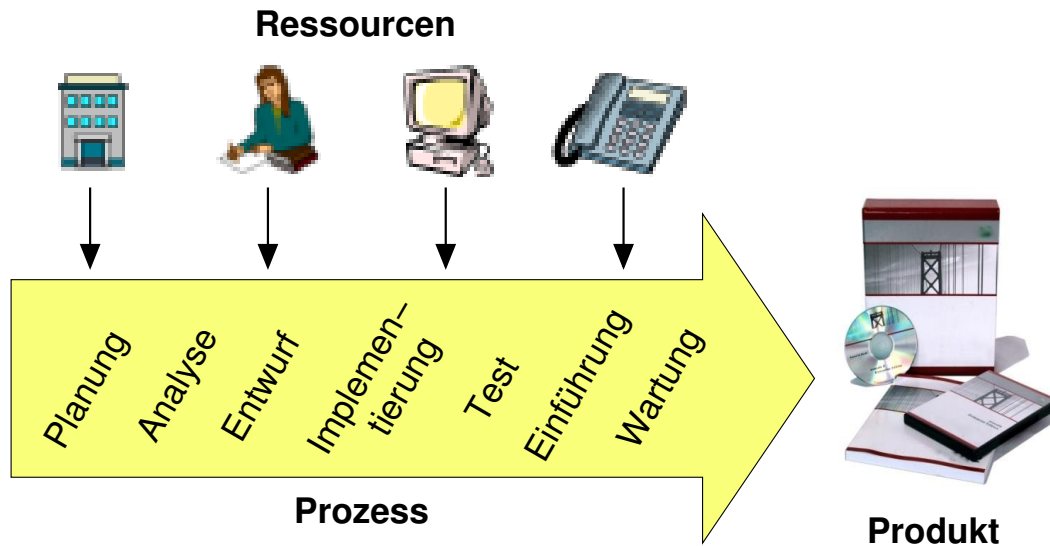 Ressourcen
Planung
Analyse
Entwurf
Implemen–
tierung
Test
Einführung
Wartung
Prozess
Produkt